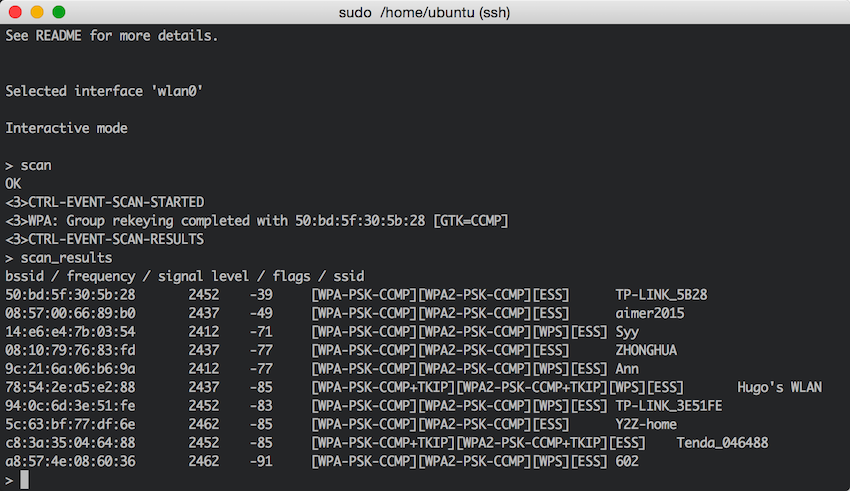 sudo /home/ubuntu (ssh)
See README for more details.
Selected interface 'wlan0'
Interactive mode
> scan
OK
<3>CTRL-EVENT-SCAN-STARTED
<3>WPA: Group rekeying completed with 50:bd:5f:30:5b:28 [GTK=CCMP]
<3>CTRL-EVENT-SCAN-RESULTS
> scan_results
bssid / frequency / signal level / flags / ssid
50:bd:5f:30:5b:28 2452 -39 [WPA-PSK-CCMP][WPA2-PSK-CCMP][ESS] TP-LINK_5B28
08:57:00:66:89:b0 2437 -49 [WPA-PSK-CCMP][WPA2-PSK-CCMP][ESS] aimer2015
14:e6:e4:7b:03:54 2412 -71 [WPA-PSK-CCMP][WPA2-PSK-CCMP][WPS][ESS] Syy
08:10:79:76:83:fd 2437 -77 [WPA-PSK-CCMP][WPA2-PSK-CCMP][ESS] ZHONGHUA
9c:21:6a:06:b6:9a 2412 -77 [WPA-PSK-CCMP][WPA2-PSK-CCMP][WPS][ESS] Ann
78:54:2e:a5:e2:88 2437 -85 [WPA-PSK-CCMP+TKIP][WPA2-PSK-CCMP+TKIP][WPS][ESS] Hugo's WLAN
94:0c:6d:3e:51:fe 2452 -83 [WPA-PSK-CCMP][WPA2-PSK-CCMP][WPS][ESS] TP-LINK_3E51FE
5c:63:bf:77:df:6e 2462 -85 [WPA-PSK-CCMP][WPA2-PSK-CCMP][ESS] Y2Z-home
c8:3a:35:04:64:88 2452 -85 [WPA-PSK-CCMP+TKIP][WPA2-PSK-CCMP+TKIP][ESS] Tenda_046488
a8:57:4e:08:60:36 2462 -91 [WPA-PSK-CCMP][WPA2-PSK-CCMP][WPS][ESS] 602
>